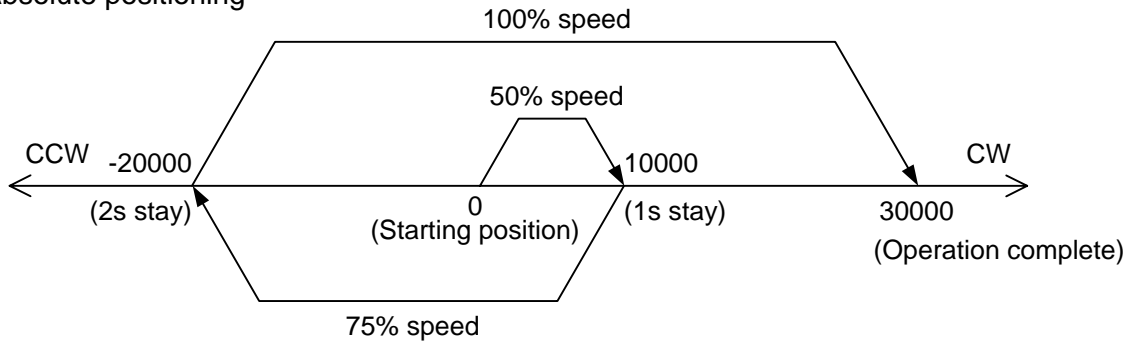 Absolute positioning
100% speed
50% speed
CCW -20000 10000 CW
(2s stay) 0 (1s stay) 30000
(Starting position) (Operation complete)
75% speed